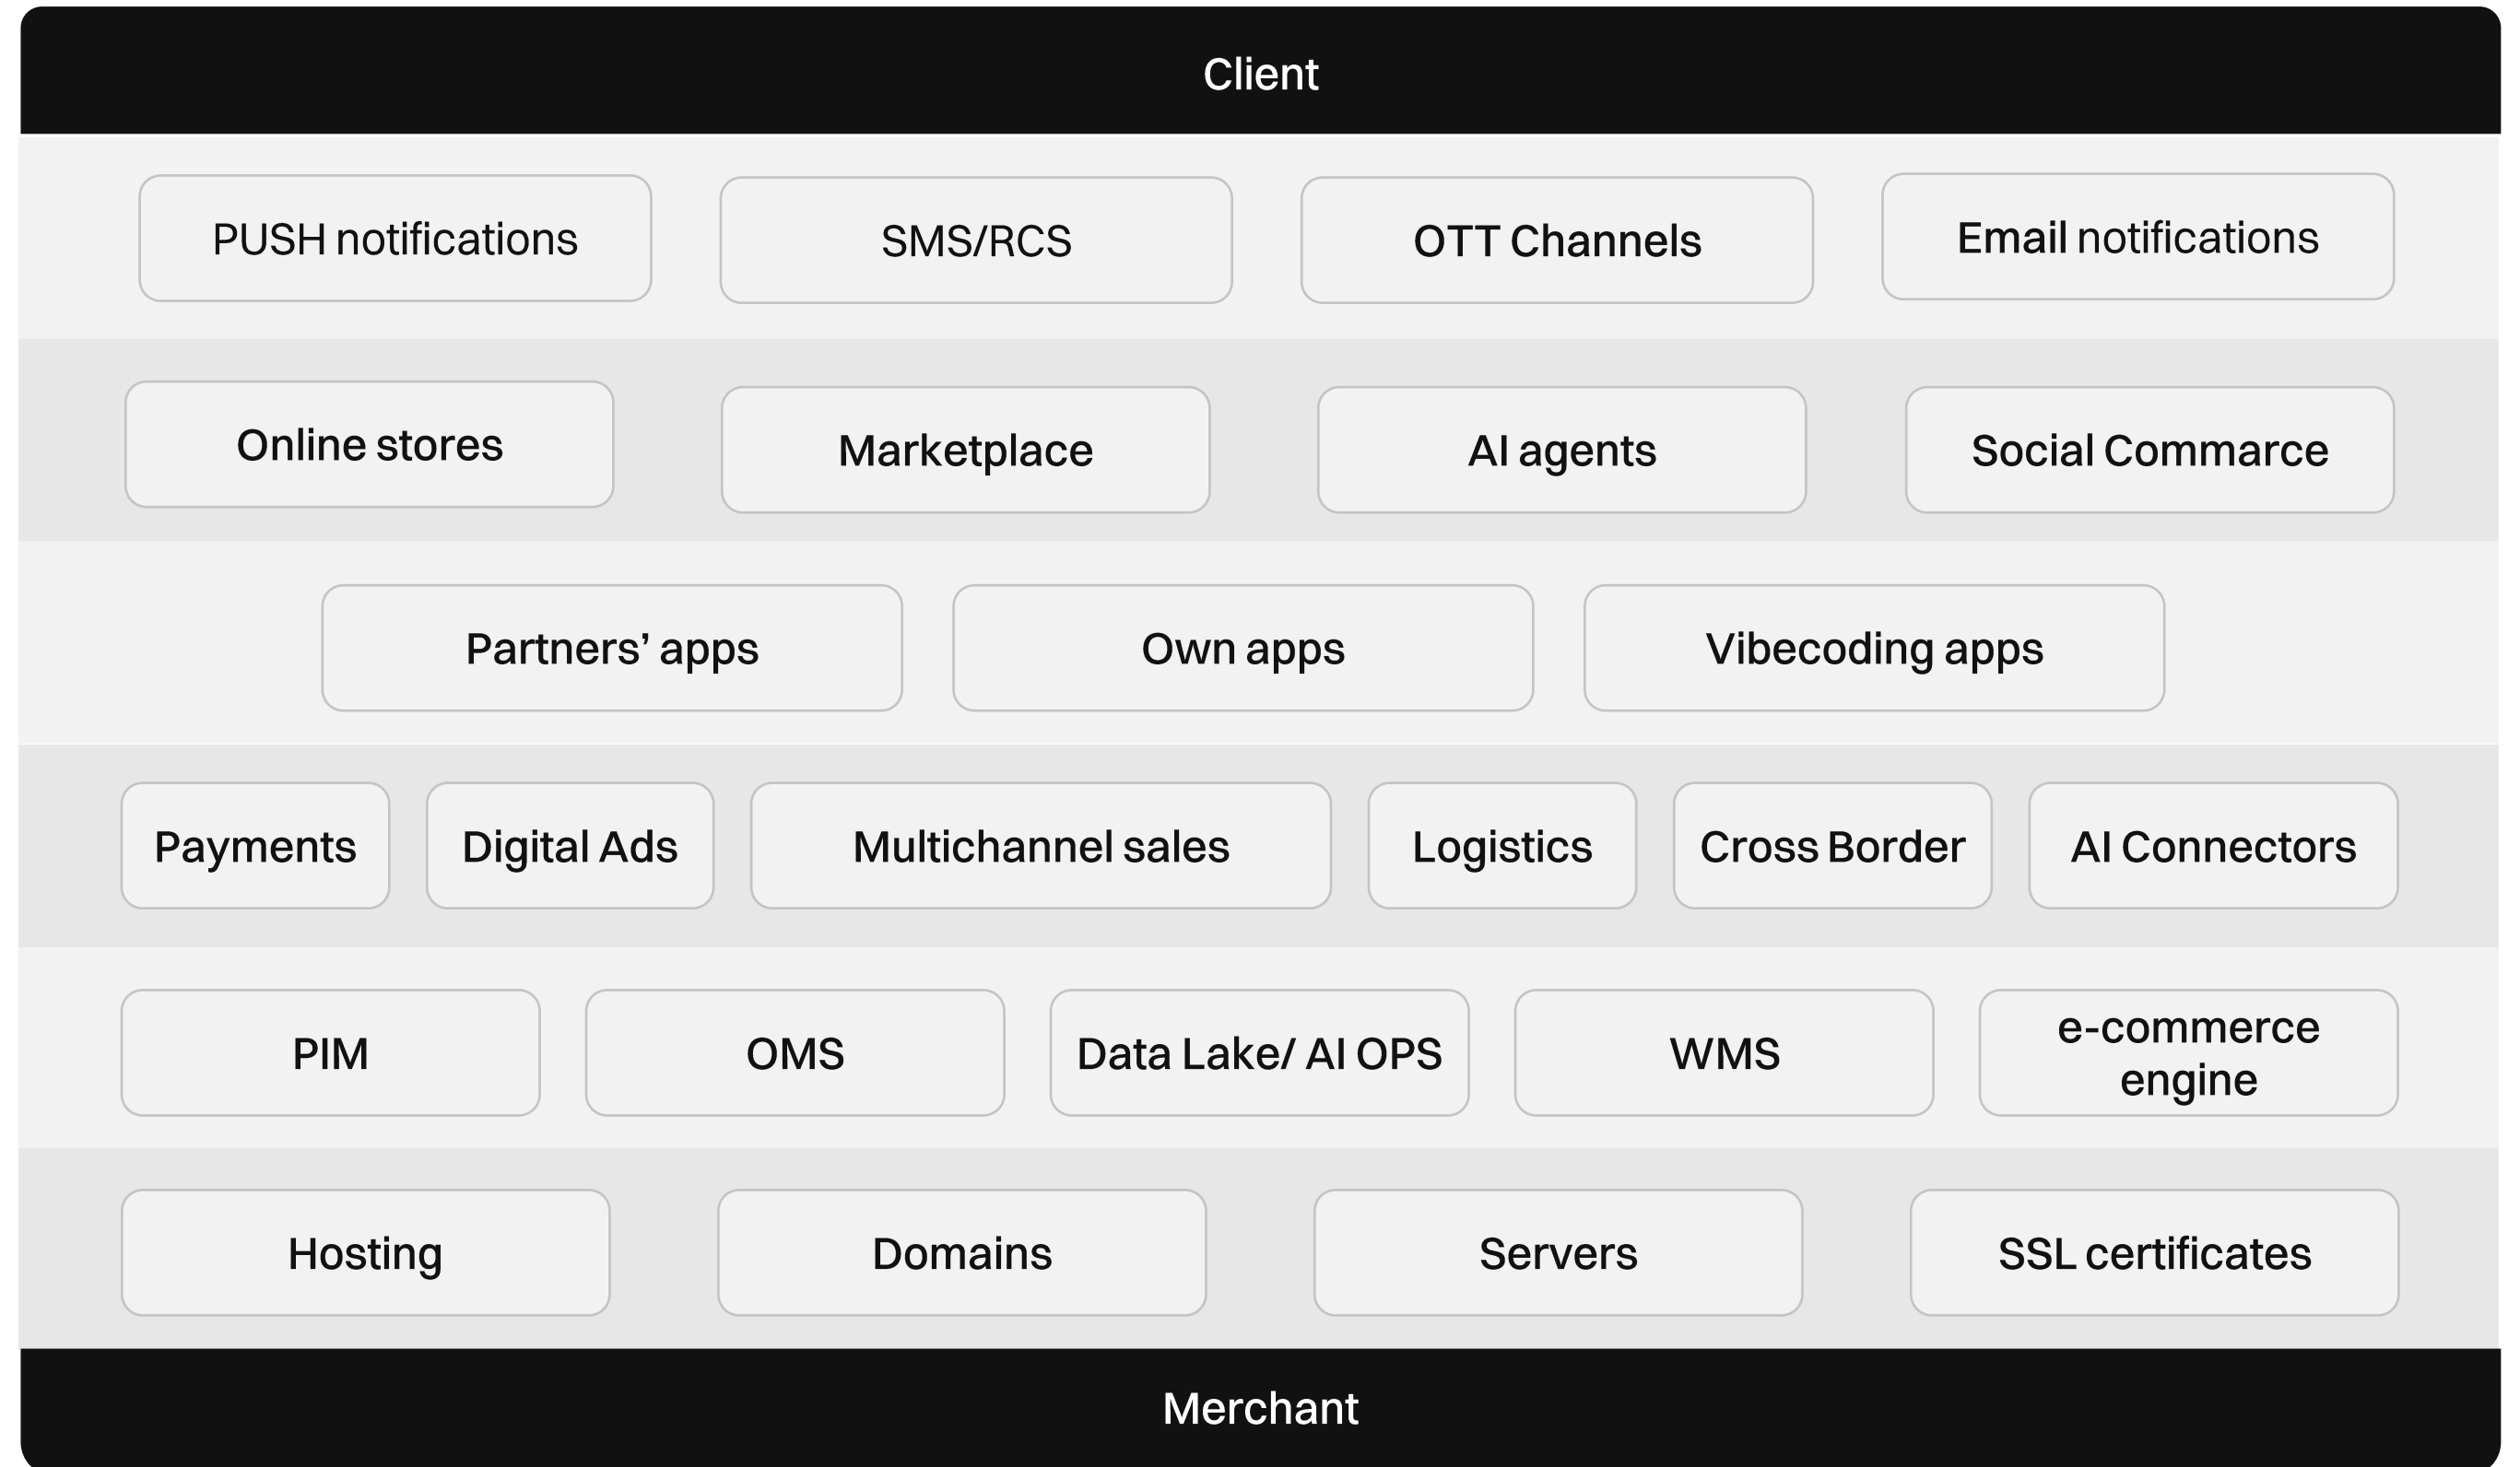 Client
PUSH notifications
SMS/RCS
OTT Channels
Email notifications
Online stores
Marketplace
AI agents
Social Commarce
Partners’ apps
Own apps
Vibecoding apps
Payments
Digital Ads
Multichannel sales
Logistics
Cross Border
AI Connectors
PIM
OMS
Data Lake/ AI OPS
WMS
e-commerce
engine
Hosting
Domains
Servers
SSL certificates
Merchant